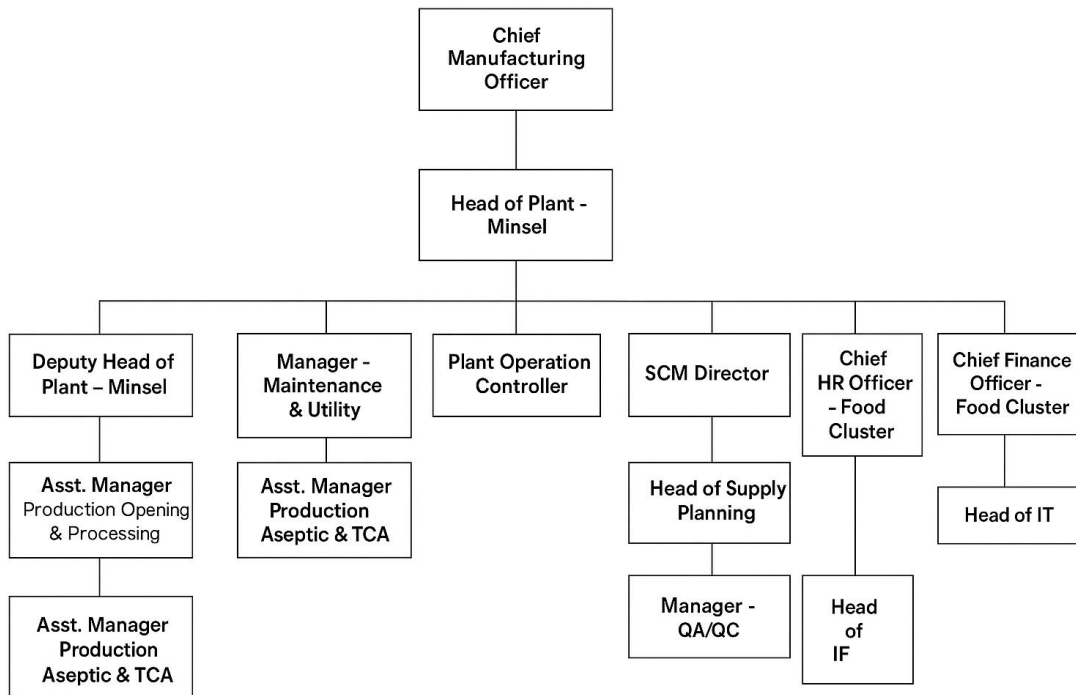 Chief
Manufacturing
Officer
Head of Plant -
Minsel
Deputy Head of
Plant – Minsel
Manager -
Maintenance
& Utility
Plant Operation
Controller
SCM Director
Chief
HR Officer
- Food
Cluster
Chief Finance
Officer -
Food Cluster
Asst. Manager
Production Opening
& Processing
Asst. Manager
Production
Aseptic & TCA
Head of Supply
Planning
Head of IT
Asst. Manager
Production
Aseptic & TCA
Manager -
QA/QC
Head
of
IF